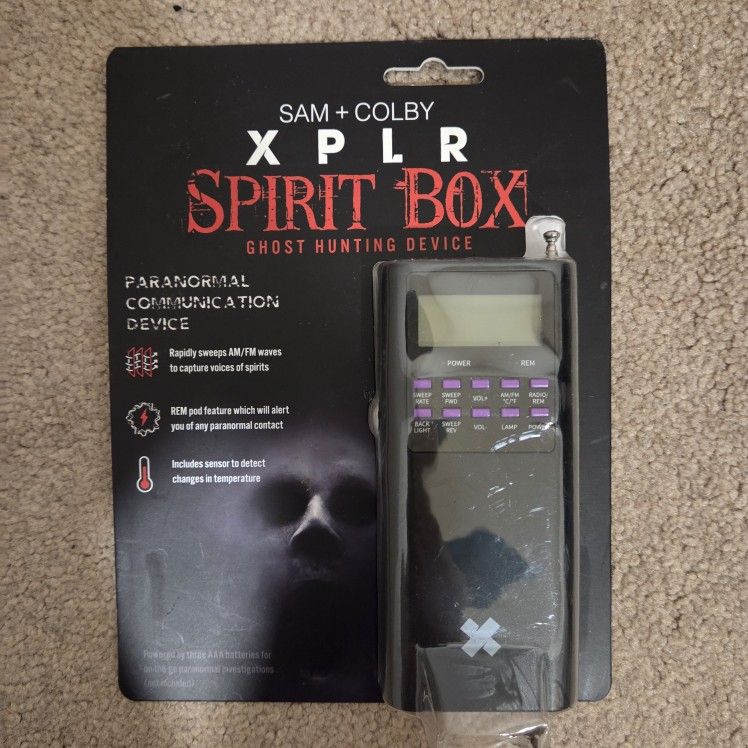 SAM + COLBY
XPLR
SPIRIT BOX
GHOST HUNTING DEVICE
PARANORMAL
COMMUNICATION
DEVICE
Rapidly sweeps AM/FM waves
to capture voices of spirits
REM pod feature which will alert
you of any paranormal contact
Includes sensor to detect
changes in temperature
Powered by three AAA batteries for
on-the-go paranormal investigations
(not included)
POWER REM
SWEEP RATE SWEEP FWD VOL+ AM/FM °C/°F RADIO/ REM
BACK LIGHT SWEEP REV VOL LAMP POWER